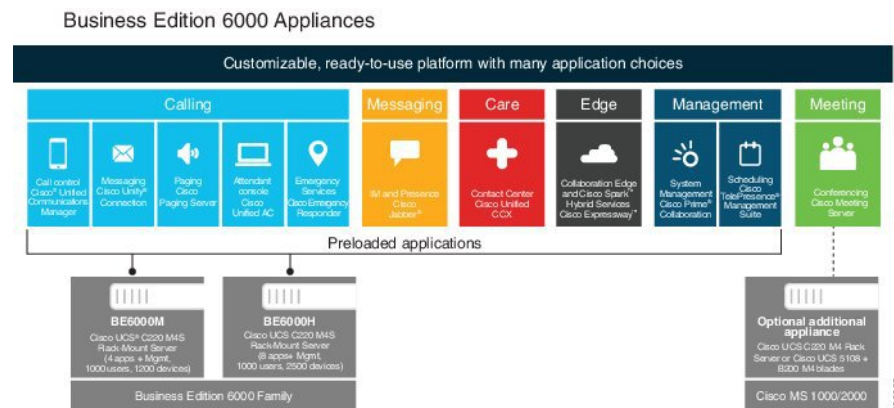 Business Edition 6000 Appliances
Customizable, ready-to-use platform with many application choices
Calling
Call control
Cisco® Unified
Communications
Manager
Messaging
Cisco Unity®
Connection
Paging
Cisco
Paging Server
Attendant
console
Cisco
Unified AC
Emergency
Services
Cisco Emergency
Responder
Messaging
IM and Presence
Cisco
Jabber®
Care
Contact Center
Cisco Unified
CCX
Edge
Collaboration Edge
and Cisco Spark™
Hybrid Services
Cisco Expressway™
Management
System
Management
Cisco Prime®
Collaboration
Scheduling
Cisco
TelePresence®
Management
Suite
Meeting
Conferencing
Cisco Meeting
Server
Preloaded applications
BE6000M
Cisco UCS® C220 M4S
Rack-Mount Server
(4 apps + Mgmt,
1000 users, 1200 devices)
BE6000H
Cisco UCS C220 M4S
Rack-Mount Server
(8 apps+ Mgmt,
1000 users, 2500 devices)
Business Edition 6000 Family
Optional additional
appliance
Cisco UCS C220 M4 Rack
Server or Cisco UCS 5108 +
B200 M4 blades
Cisco MS 1000/2000